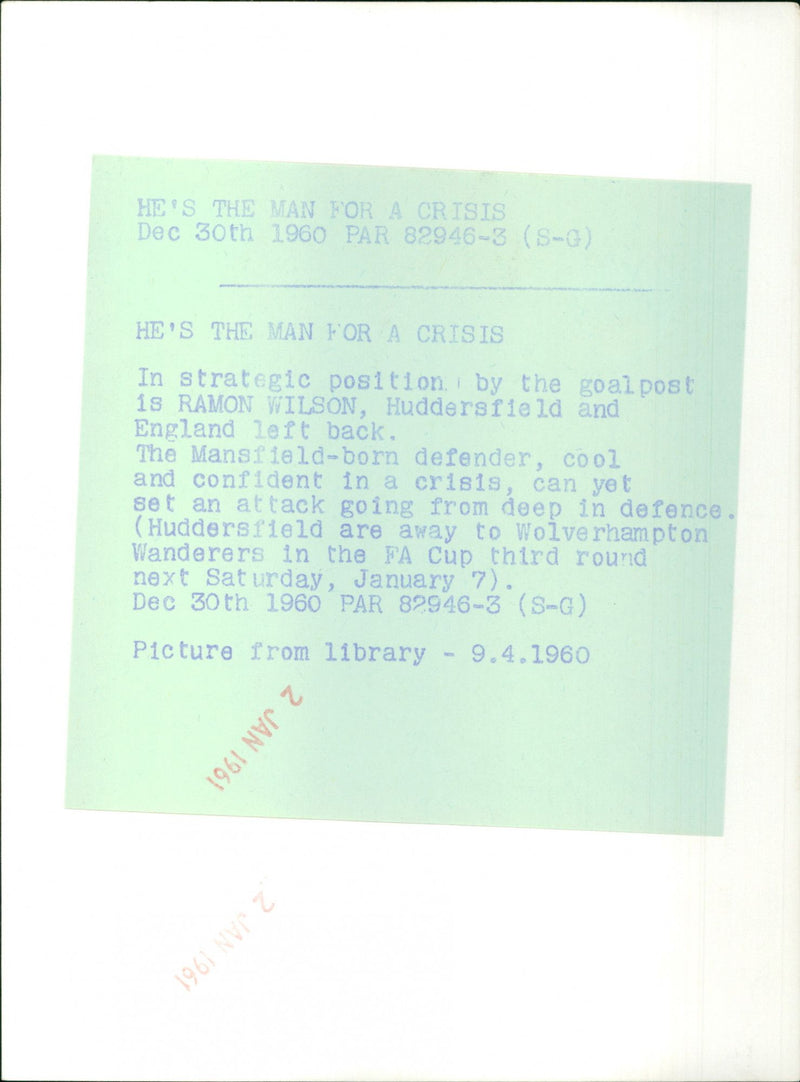 HE'S THE MAN FOR A CRISIS
Dec 30th 1960 PAR 82946-3 (S-G)
HE'S THE MAN FOR A CRISIS
In strategic position by the goalpost
is RAMON WILSON, Huddersfield and
England left back.
The Mansfield-born defender, cool
and confident in a crisis, can yet
set an attack going from deep in defence.
(Huddersfield are away to Wolverhampton
Wanderers in the FA Cup third round
next Saturday, January 7).
Dec 30th 1960 PAR 82946-3 (S-G)
Picture from library - 9.4.1960
2 JAN 1961
2 JAN 1961